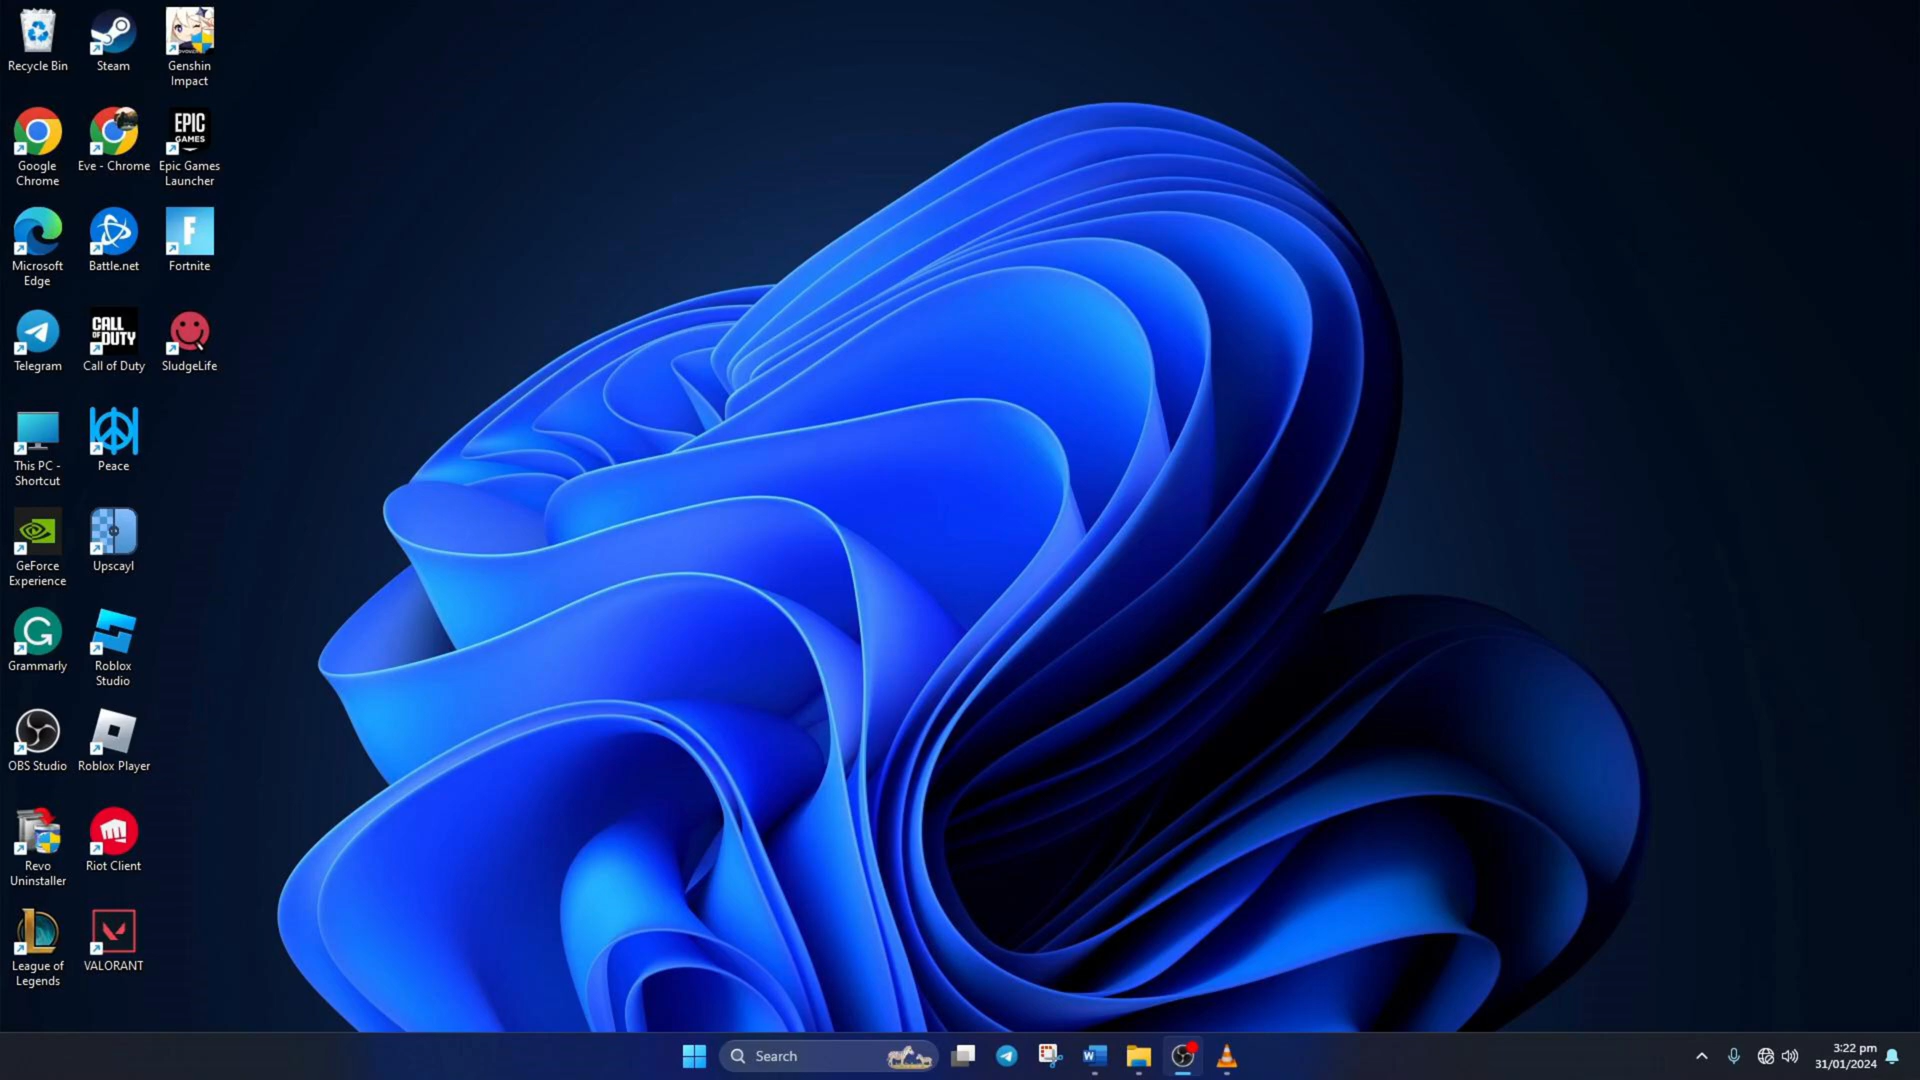 Recycle Bin
Steam
Genshin
Impact
Google
Chrome
Eve - Chrome
EPIC
GAMES
Epic Games
Launcher
Microsoft
Edge
Battle.net
F
Fortnite
Telegram
CALL
OF DUTY
Call of Duty
SludgeLife
This PC -
Shortcut
Peace
GeForce
Experience
Upscayl
G
Grammarly
Roblox
Studio
OBS Studio
Roblox Player
Revo
Uninstaller
Riot Client
L
League of
Legends
VALORANT
Search
W
3:22 pm
31/01/2024